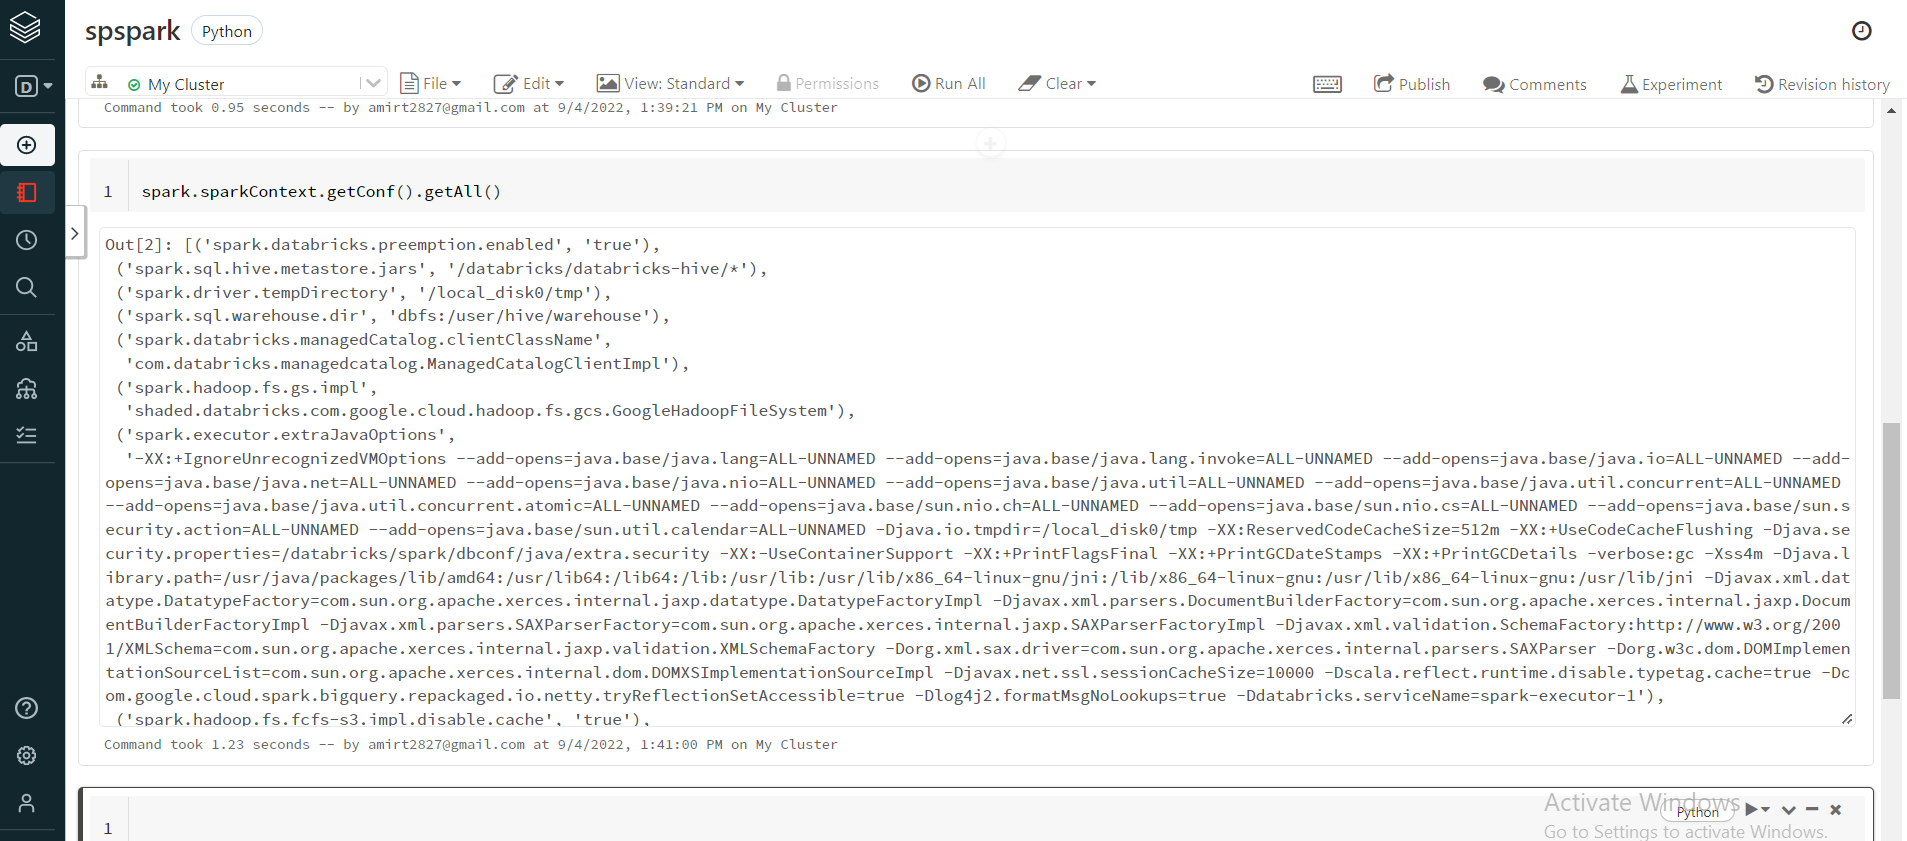 spspark Python
D
My Cluster File Edit View: Standard Permissions Run All Clear Publish Comments Experiment Revision history
Command took 0.95 seconds -- by amirt2827@gmail.com at 9/4/2022, 1:39:21 PM on My Cluster
1 spark.sparkContext.getConf().getAll()
Out[2]: [('spark.databricks.preemption.enabled', 'true'),
('spark.sql.hive.metastore.jars', '/databricks/databricks-hive/*'),
('spark.driver.tempDirectory', '/local_disk0/tmp'),
('spark.sql.warehouse.dir', 'dbfs:/user/hive/warehouse'),
('spark.databricks.managedCatalog.clientClassName',
'com.databricks.managedcatalog.ManagedCatalogClientImpl'),
('spark.hadoop.fs.gs.impl',
'shaded.databricks.com.google.cloud.hadoop.fs.gcs.GoogleHadoopFileSystem'),
('spark.executor.extraJavaOptions',
'-XX:+IgnoreUnrecognizedVMOptions --add-opens=java.base/java.lang=ALL-UNNAMED --add-opens=java.base/java.lang.invoke=ALL-UNNAMED --add-opens=java.base/java.io=ALL-UNNAMED --add-
opens=java.base/java.net=ALL-UNNAMED --add-opens=java.base/java.nio=ALL-UNNAMED --add-opens=java.base/java.util=ALL-UNNAMED --add-opens=java.base/java.util.concurrent=ALL-UNNAMED
--add-opens=java.base/java.util.concurrent.atomic=ALL-UNNAMED --add-opens=java.base/sun.nio.ch=ALL-UNNAMED --add-opens=java.base/sun.nio.cs=ALL-UNNAMED --add-opens=java.base/sun.s
ecurity.action=ALL-UNNAMED --add-opens=java.base/sun.util.calendar=ALL-UNNAMED -Djava.io.tmpdir=/local_disk0/tmp -XX:ReservedCodeCacheSize=512m -XX:+UseCodeCacheFlushing -Djava.se
curity.properties=/databricks/spark/dbconf/java/extra.security -XX:-UseContainerSupport -XX:+PrintFlagsFinal -XX:+PrintGCDateStamps -XX:+PrintGCDetails -verbose:gc -Xss4m -Djava.l
ibrary.path=/usr/java/packages/lib/amd64:/usr/lib64:/lib64:/lib:/usr/lib:/usr/lib/x86_64-linux-gnu/jni:/lib/x86_64-linux-gnu:/usr/lib/x86_64-linux-gnu:/usr/lib/jni -Djavax.xml.dat
atype.DatatypeFactory=com.sun.org.apache.xerces.internal.jaxp.datatype.DatatypeFactoryImpl -Djavax.xml.parsers.DocumentBuilderFactory=com.sun.org.apache.xerces.internal.jaxp.Docum
entBuilderFactoryImpl -Djavax.xml.parsers.SAXParserFactory=com.sun.org.apache.xerces.internal.jaxp.SAXParserFactoryImpl -Djavax.xml.validation.SchemaFactory:http://www.w3.org/200
1/XMLSchema=com.sun.org.apache.xerces.internal.jaxp.validation.XMLSchemaFactory -Dorg.xml.sax.driver=com.sun.org.apache.xerces.internal.parsers.SAXParser -Dorg.w3c.dom.DOMImplemen
tationSourceList=com.sun.org.apache.xerces.internal.dom.DOMXSImplementationSourceImpl -Djavax.net.ssl.sessionCacheSize=10000 -Dscala.reflect.runtime.disable.typetag.cache=true -Dc
om.google.cloud.spark.bigquery.repackaged.io.netty.tryReflectionSetAccessible=true -Dlog4j2.formatMsgNoLookups=true -Ddatabricks.serviceName=spark-executor-1'),
('spark.hadoop.fs.fcfs-s3.impl.disable.cache', 'true'),
Command took 1.23 seconds -- by amirt2827@gmail.com at 9/4/2022, 1:41:00 PM on My Cluster
Activate Windows
Python
1
Go to Settings to activate Windows.